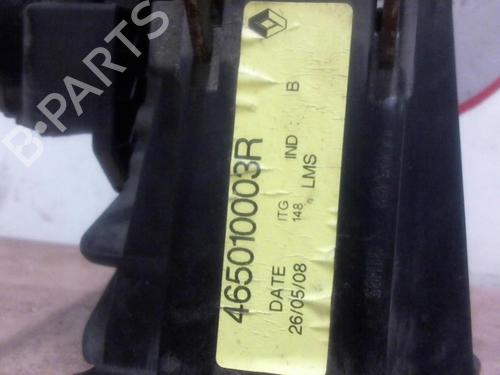 B-PARTS
465010003R
DATE ITG IND : B
26/05/08 148 LMS